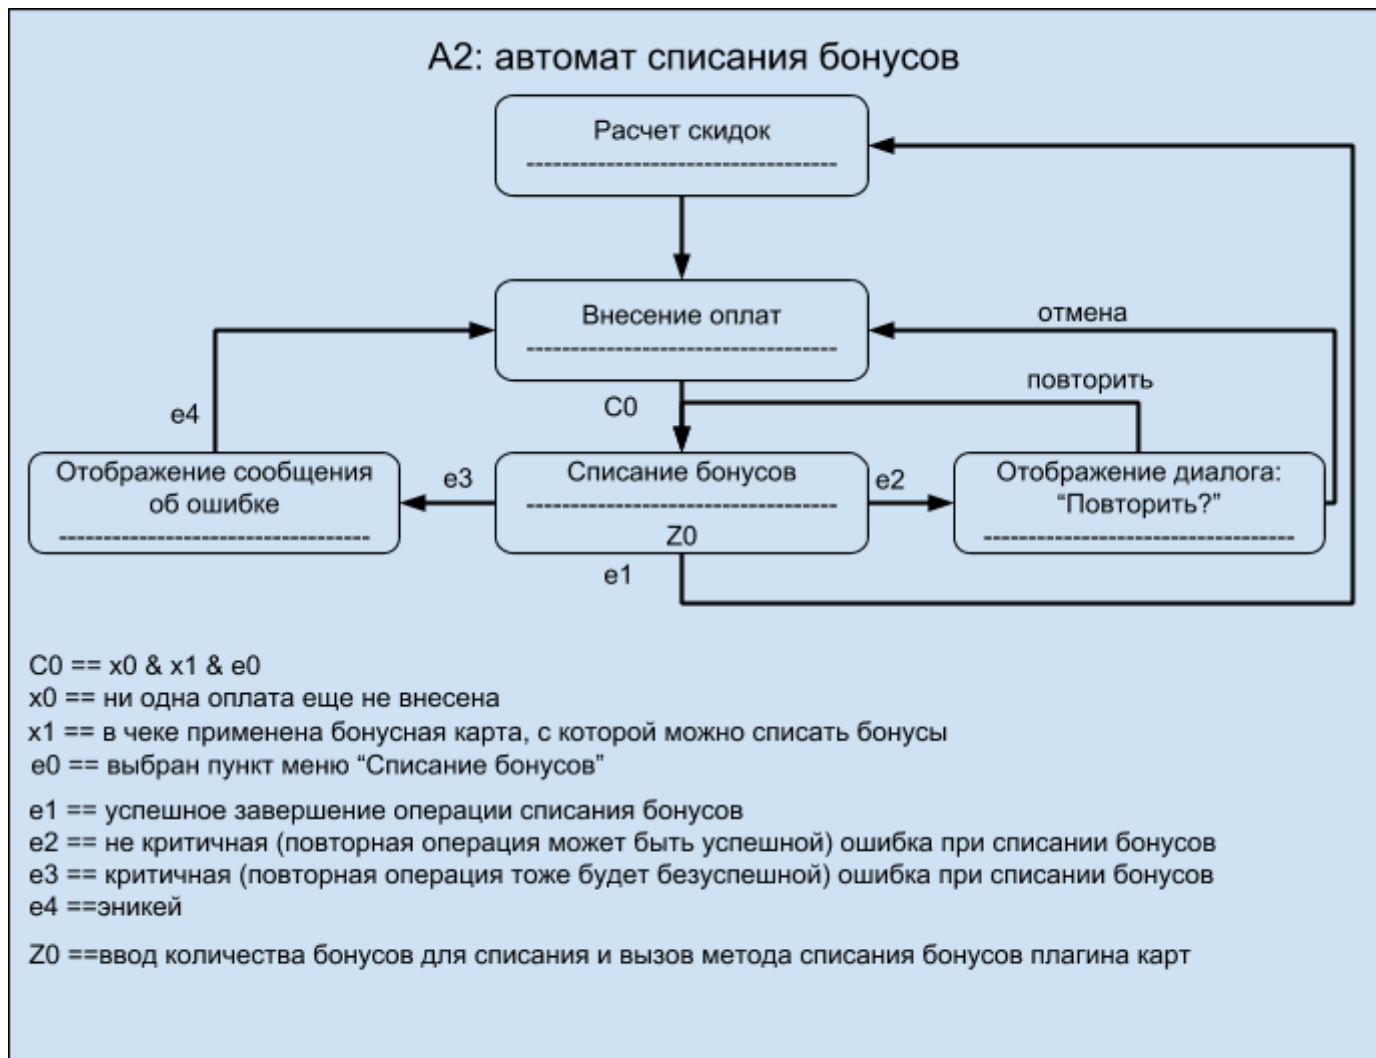 А2: автомат списания бонусов
Расчет скидок
-----------------------------------
Внесение оплат
-----------------------------------
отмена
повторить
C0
e4
Отображение сообщения
об ошибке
-----------------------------------
e3
Списание бонусов
-----------------------------------
Z0
e2
Отображение диалога:
“Повторить?”
-----------------------------------
e1
C0 == x0 & x1 & e0
x0 == ни одна оплата еще не внесена
x1 == в чеке применена бонусная карта, с которой можно списать бонусы
e0 == выбран пункт меню “Списание бонусов”
e1 == успешное завершение операции списания бонусов
e2 == не критичная (повторная операция может быть успешной) ошибка при списании бонусов
e3 == критичная (повторная операция тоже будет безуспешной) ошибка при списании бонусов
e4 ==эникей
Z0 ==ввод количества бонусов для списания и вызов метода списания бонусов плагина карт